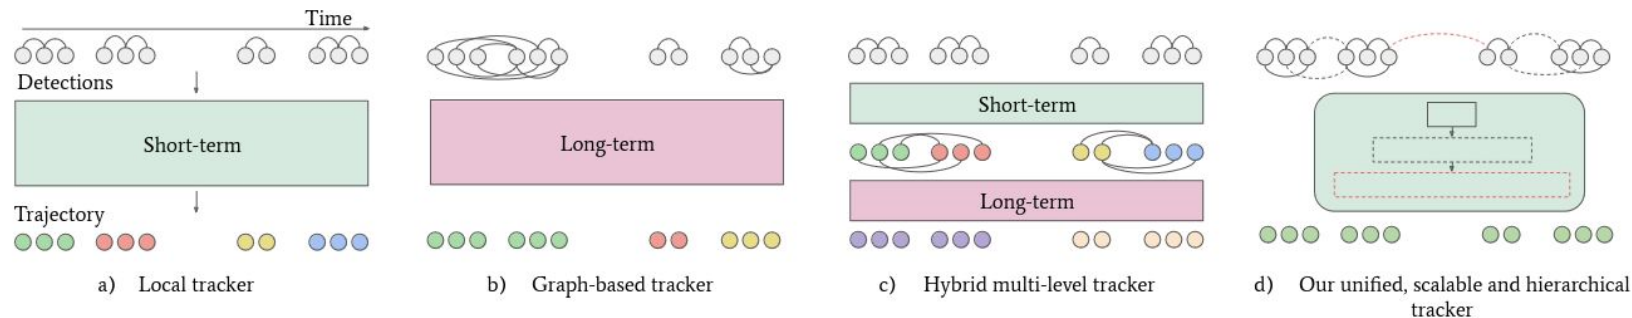 Time
Detections
Short-term
Trajectory
a) Local tracker
Long-term
b) Graph-based tracker
Short-term
Long-term
c) Hybrid multi-level tracker
d) Our unified, scalable and hierarchical
tracker